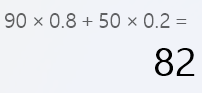 90 × 0.8 + 50 × 0.2 =
82